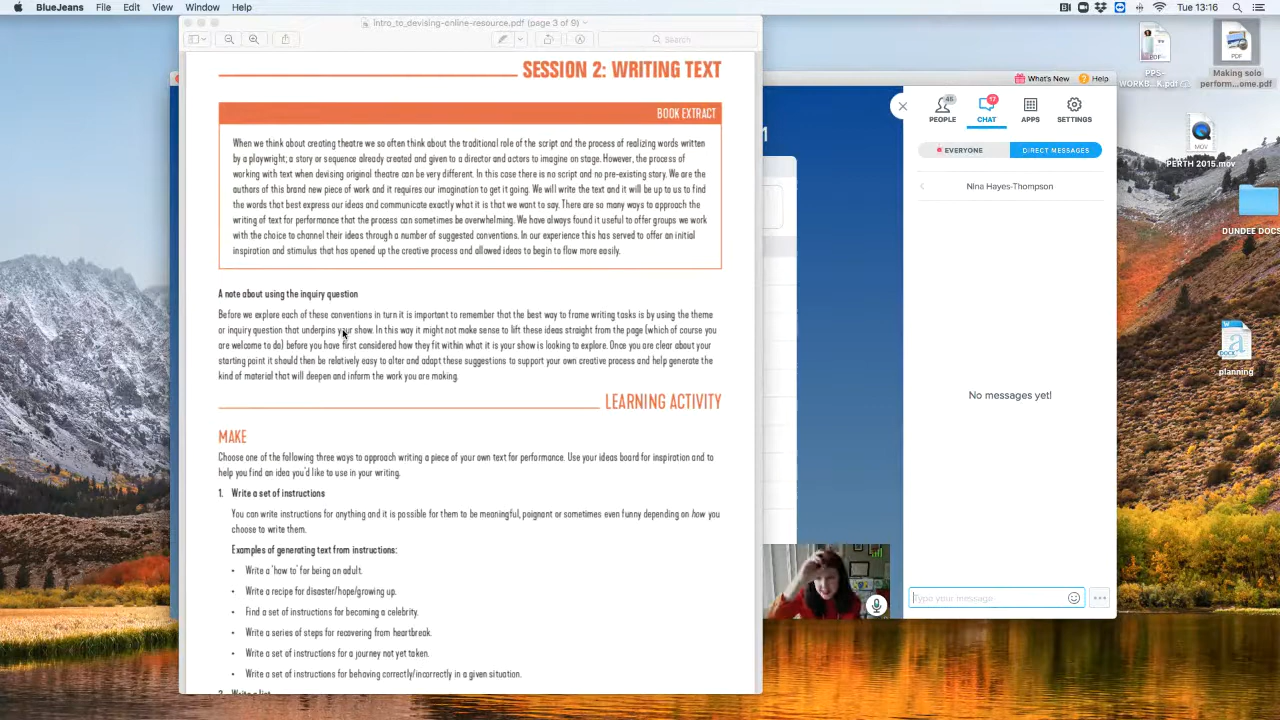 BlueJeans File Edit View Window Help
Tue 13:16
intro_to_devising-online-resource.pdf (page 3 of 9)
Search
SESSION 2: WRITING TEXT
BOOK EXTRACT
When we think about creating theatre we so often think about the traditional role of the script and the process of realizing words written
by a playwright; a story or sequence already created and given to a director and actors to imagine on stage. However, the process of
working with text when devising original theatre can be very different. In this case there is no script and no pre-existing story. We are the
authors of this brand new piece of work and it requires our imagination to get it going. We will write the text and it will be up to us to find
the words that best express our ideas and communicate exactly what it is that we want to say. There are so many ways to approach the
writing of text for performance that the process can sometimes be overwhelming. We have always found it useful to offer groups we work
with the choice to channel their ideas through a number of suggested conventions. In our experience this has served to offer an initial
inspiration and stimulus that has opened up the creative process and allowed ideas to begin to flow more easily.
A note about using the inquiry question
Before we explore each of these conventions in turn it is important to remember that the best way to frame writing tasks is by using the theme
or inquiry question that underpins your show. In this way it might not make sense to lift these ideas straight from the page (which of course you
are welcome to do) before you have first considered how they fit within what it is your show is looking to explore. Once you are clear about your
starting point it should then be relatively easy to alter and adapt these suggestions to support your own creative process and help generate the
kind of material that will deepen and inform the work you are making.
LEARNING ACTIVITY
MAKE
Choose one of the following three ways to approach writing a piece of your own text for performance. Use your ideas board for inspiration and to
help you find an idea you'd like to use in your writing.
1. Write a set of instructions
You can write instructions for anything and it is possible for them to be meaningful, poignant or sometimes even funny depending on how you
choose to write them.
Examples of generating text from instructions:
• Write a 'how to' for being an adult.
• Write a recipe for disaster/hope/growing up.
• Find a set of instructions for becoming a celebrity.
• Write a series of steps for recovering from heartbreak.
• Write a set of instructions for a journey not yet taken.
• Write a set of instructions for behaving correctly/incorrectly in a given situation.
2. Write a list
What's New
Help
46
17
PEOPLE
CHAT
APPS
SETTINGS
EVERYONE
DIRECT MESSAGES
Nina Hayes-Thompson
No messages yet!
Type your message
PDF
PPS-
WORKB...K.pdf
PDF
Making solo
perform...ome.pdf
MOV
PERTH 2015.mov
DUNDEE DOCS
DOCX
planning